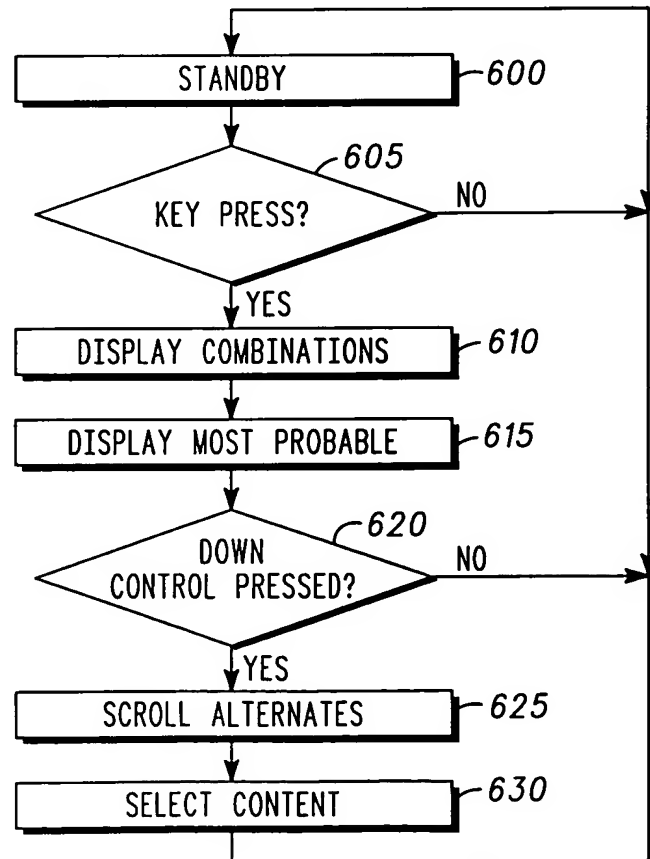 STANDBY
600
605
KEY PRESS?
NO
YES
DISPLAY COMBINATIONS
610
DISPLAY MOST PROBABLE
615
620
DOWN
CONTROL PRESSED?
NO
YES
SCROLL ALTERNATES
625
SELECT CONTENT
630